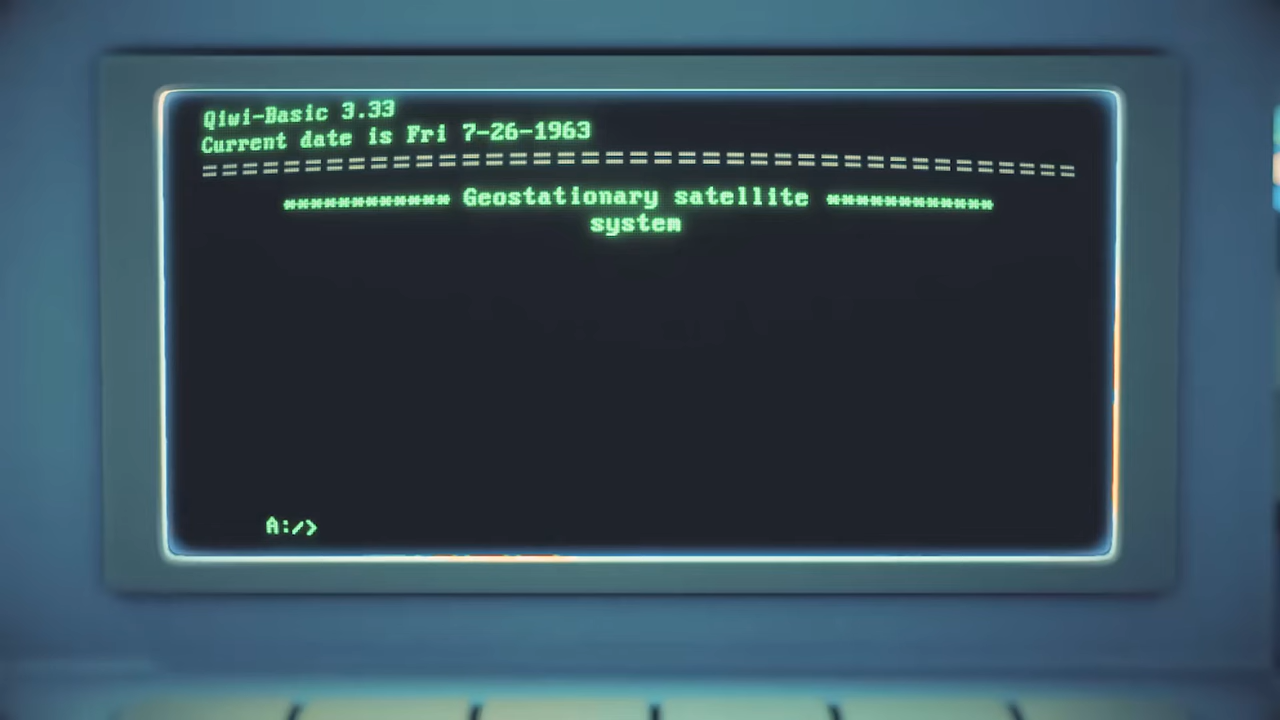 Qiwi-Basic 3.33
Current date is Fri 7-26-1963
======================================
************ Geostationary satellite ************
system
A:/>